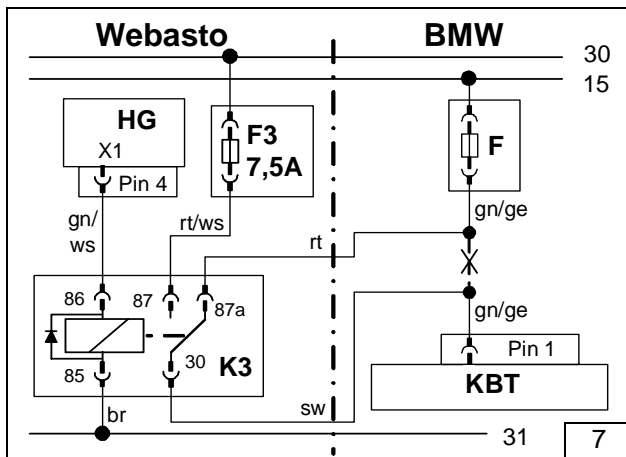 Webasto
BMW
30
15
HG
X1
Pin 4
F3
7,5A
F
gn/ge
gn/
ws
rt/ws
rt
86
87
87a
85
30
K3
gn/ge
Pin 1
KBT
br
sw
31
7